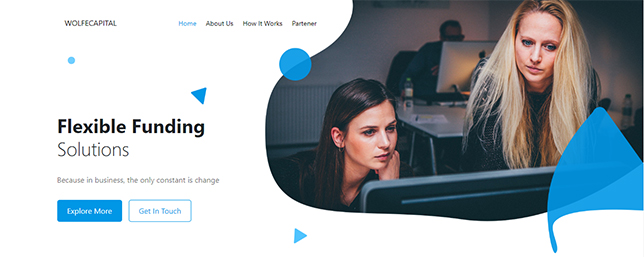 WOLFECAPITAL
Home About Us How It Works Partener
Flexible Funding
Solutions
Because in business, the only constant is change
Explore More Get In Touch